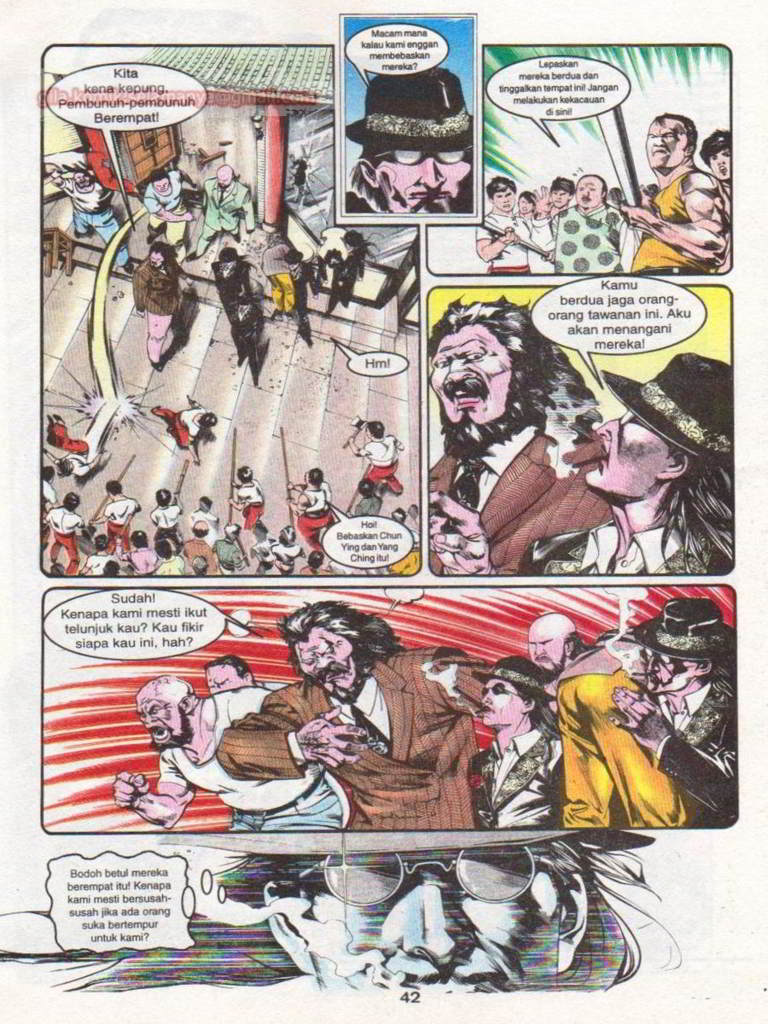 Kita
kena kepung.
Pembunuh-pembunuh
Berempat!
Macam mana
kalau kami enggan
membebaskan
mereka?
Lepaskan
mereka berdua dan
tinggalkan tempat ini! Jangan
melakukan kekacauan
di sini!
Hm!
Hoi!
Bebaskan Chun
Ying dan Yang
Ching itu!
Kamu
berdua jaga orang-
orang tawanan ini. Aku
akan menangani
mereka!
Sudah!
Kenapa kami mesti ikut
telunjuk kau? Kau fikir
siapa kau ini, hah?
Bodoh betul mereka
berempat itu! Kenapa
kami mesti bersusah-
susah jika ada orang
suka bertempur
untuk kami?
42